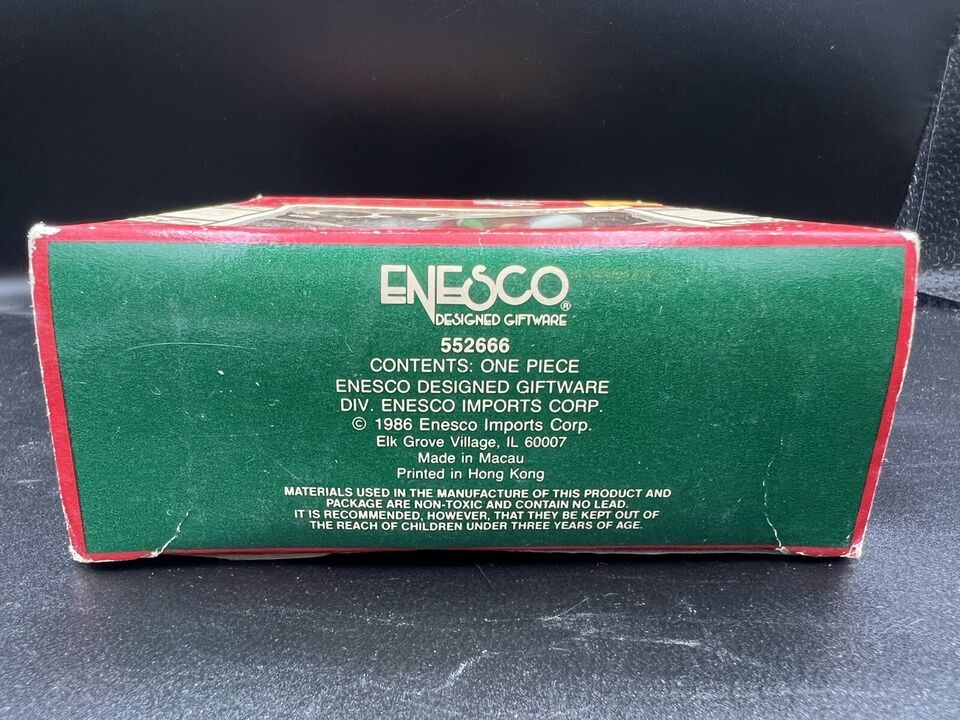 ENESCO®
DESIGNED GIFTWARE
552666
CONTENTS: ONE PIECE
ENESCO DESIGNED GIFTWARE
DIV. ENESCO IMPORTS CORP.
© 1986 Enesco Imports Corp.
Elk Grove Village, IL 60007
Made in Macau
Printed in Hong Kong
MATERIALS USED IN THE MANUFACTURE OF THIS PRODUCT AND
PACKAGE ARE NON-TOXIC AND CONTAIN NO LEAD.
IT IS RECOMMENDED, HOWEVER, THAT THEY BE KEPT OUT OF
THE REACH OF CHILDREN UNDER THREE YEARS OF AGE.